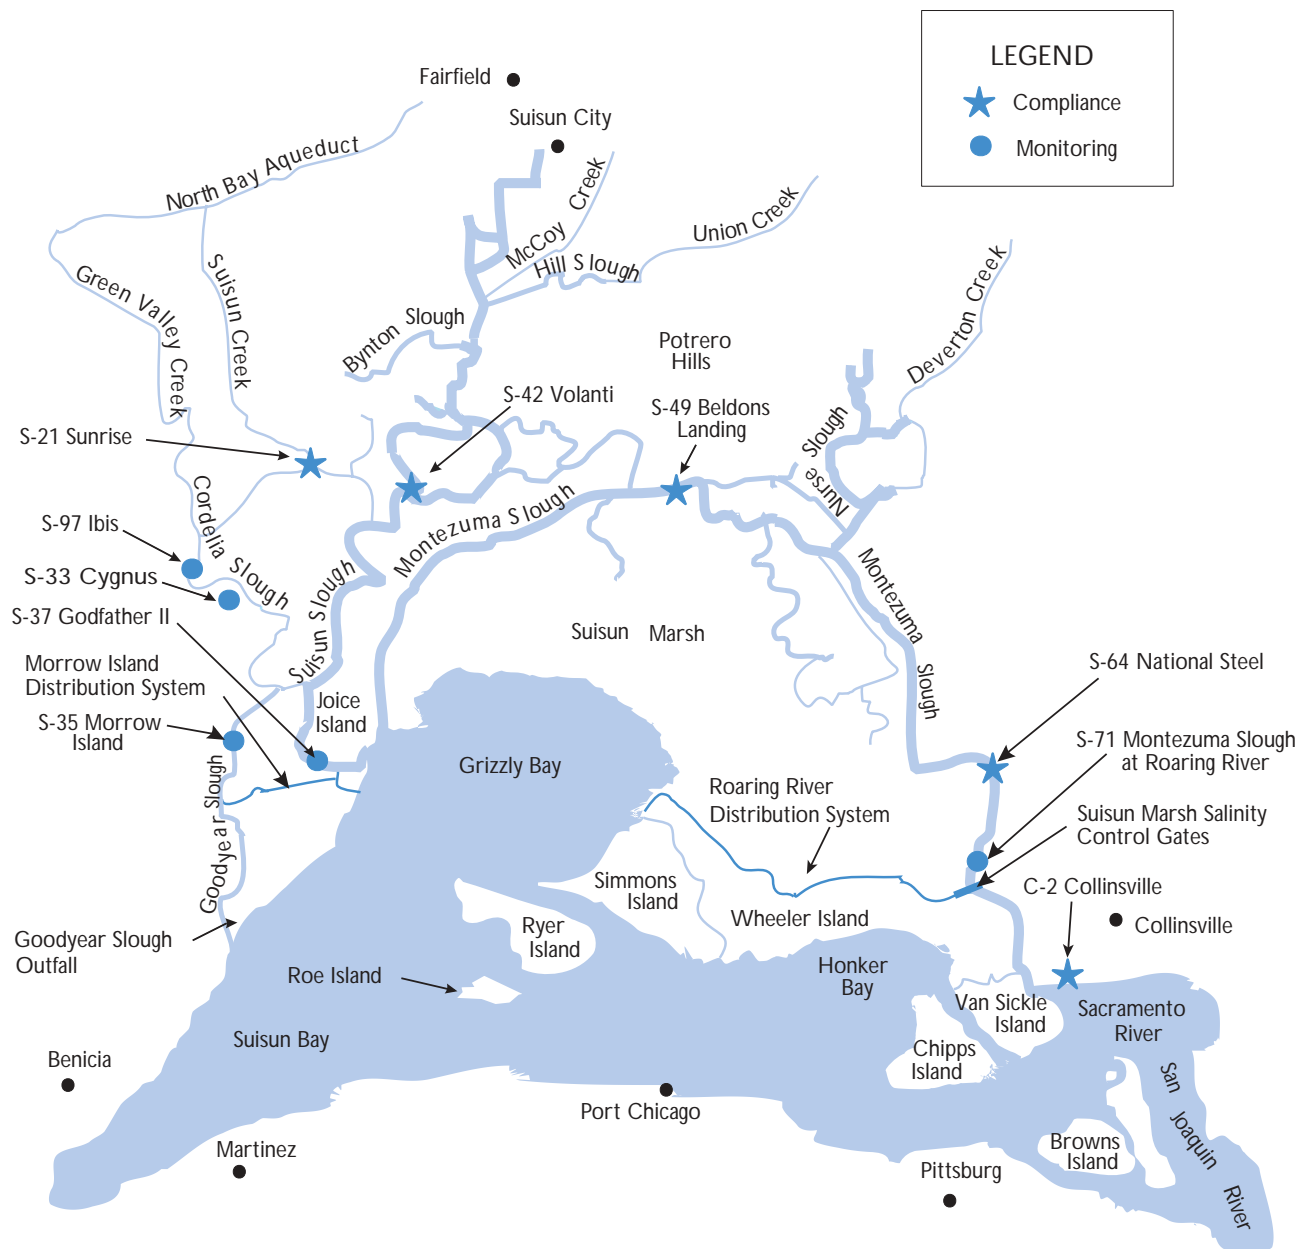 LEGEND
Compliance
Monitoring
Fairfield
Suisun City
North Bay Aqueduct
McCoy Creek
Union Creek
Hill Slough
Deverton Creek
Green Valley Creek
Suisun Creek
Bynton Slough
Potrero
Hills
S-42 Volanti
S-49 Beldons
Landing
S-21 Sunrise
Nurse Slough
Cordelia Slough
Montezuma Slough
S-97 Ibis
S-33 Cygnus
S-37 Godfather II
Suisun Slough
Montezuma Slough
Suisun Marsh
Morrow Island
Distribution System
S-35 Morrow
Island
Joice
Island
S-64 National Steel
S-71 Montezuma Slough
at Roaring River
Grizzly Bay
Roaring River
Distribution System
Suisun Marsh Salinity
Control Gates
Goodyear Slough
Simmons
Island
Wheeler Island
C-2 Collinsville
Collinsville
Goodyear Slough
Outfall
Ryer
Island
Roe Island
Honker
Bay
Van Sickle
Island
Sacramento
River
Suisun Bay
Chipps
Island
Benicia
Port Chicago
San Joaquin River
Martinez
Browns
Island
Pittsburg